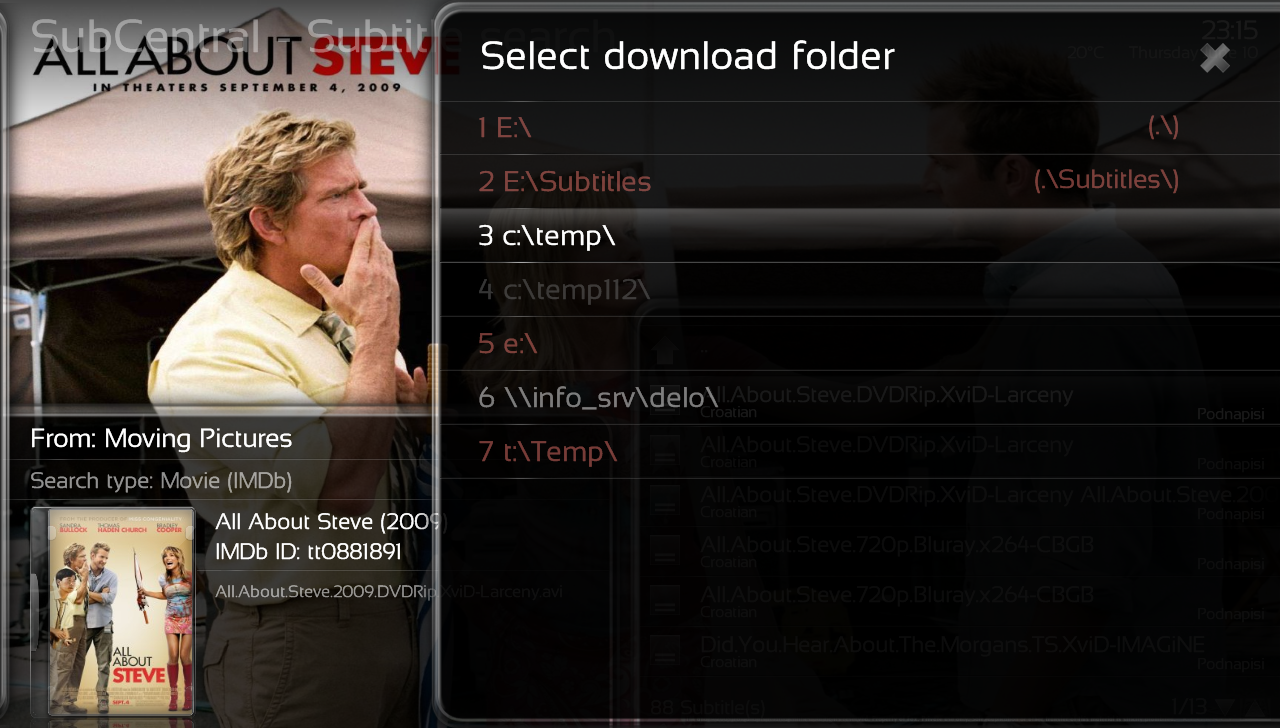 SubCentral - Subtitle search
ALL ABOUT STEVE
IN THEATERS SEPTEMBER 4, 2009
23:15
20°C
Select download folder
1 E:\ (.\)
2 E:\Subtitles (.\Subtitles\)
3 c:\temp\
4 c:\temp112\
5 e:\
6 \\info_srv\delo\
7 t:\Temp\
From: Moving Pictures
Search type: Movie (IMDb)
All About Steve (2009)
IMDb ID: tt0881891
All.About.Steve.2009.DVDRip.XviD-Larceny.avi
SANDRA BULLOCK THOMAS HADEN CHURCH BRADLEY COOPER
ALL
ABOUT
STEVE
SEPT.4
All.About.Steve.DVDRip.XviD-Larceny
Croatian Podnapisi
All.About.Steve.DVDRip.XviD-Larceny
Croatian Podnapisi
All.About.Steve.DVDRip.XviD-Larceny All.About.Steve.20
Croatian Podnapisi
All.About.Steve.720p.Bluray.x264-CBGB
Croatian Podnapisi
All.About.Steve.720p.Bluray.x264-CBGB
Croatian Podnapisi
Did.You.Hear.About.The.Morgans.TS.XviD-IMAGiNE
Croatian Podnapisi
88 Subtitle(s) 1/13